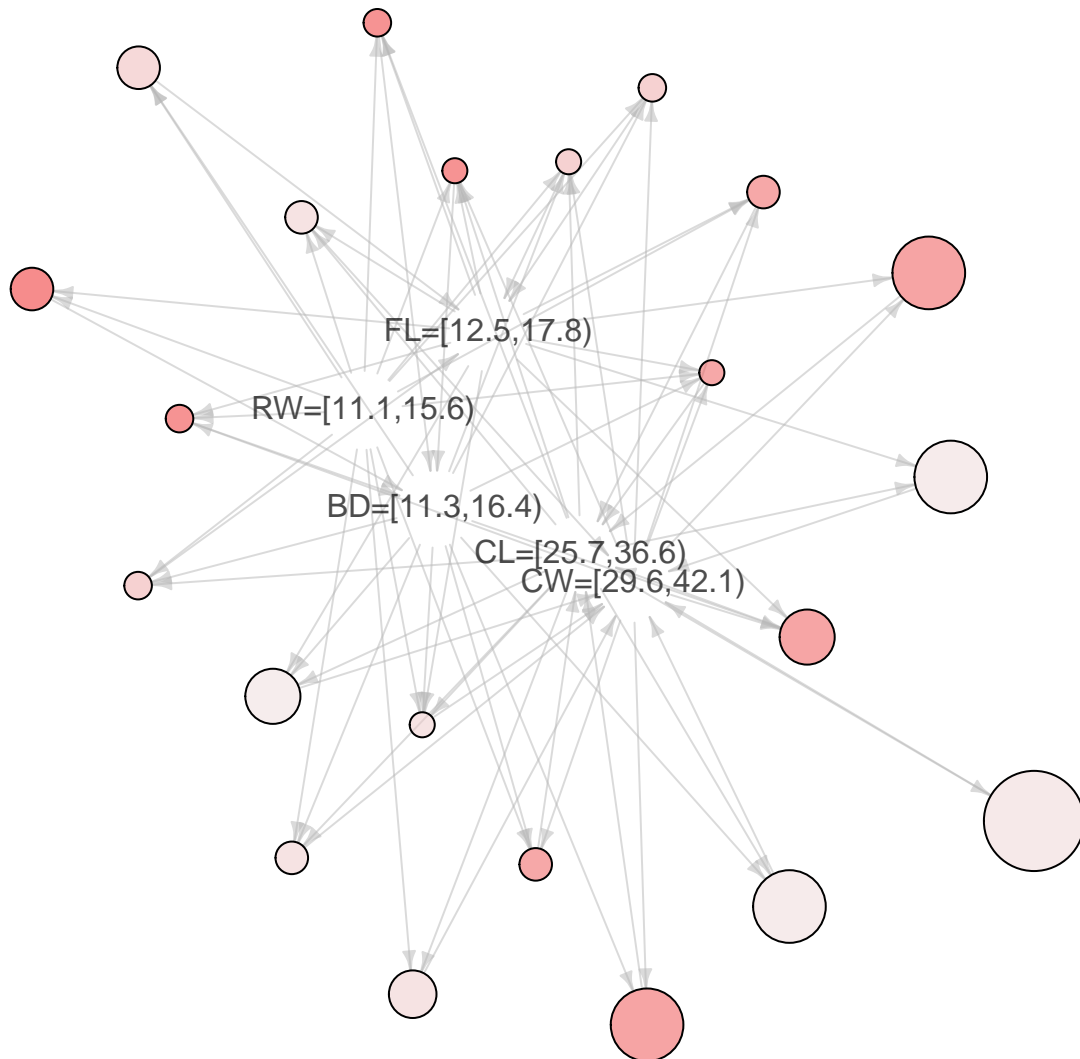 FL=[12.5,17.8)
RW=[11.1,15.6)
BD=[11.3,16.4)
CL=[25.7,36.6)
CW=[29.6,42.1)